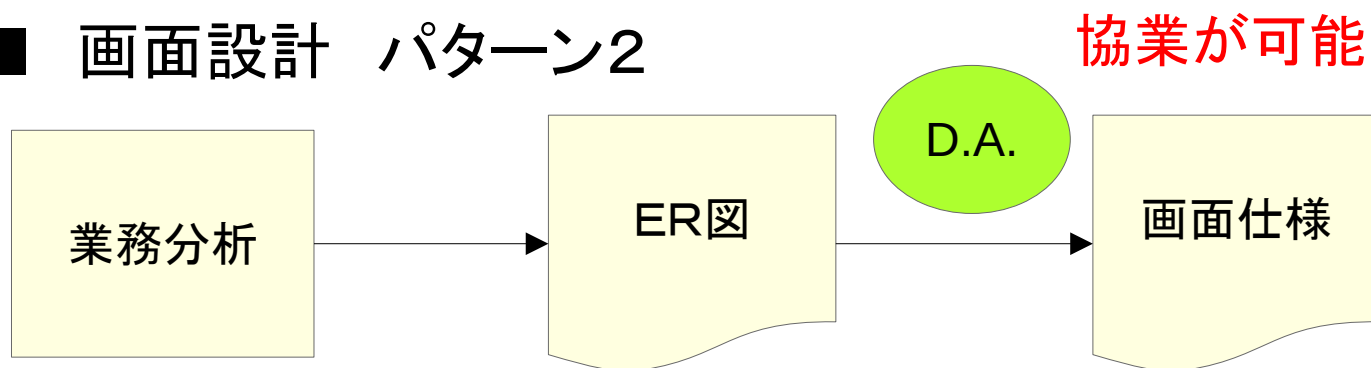 ■ 画面設計 パターン2
協業が可能
D.A.
業務分析
ER図
画面仕様